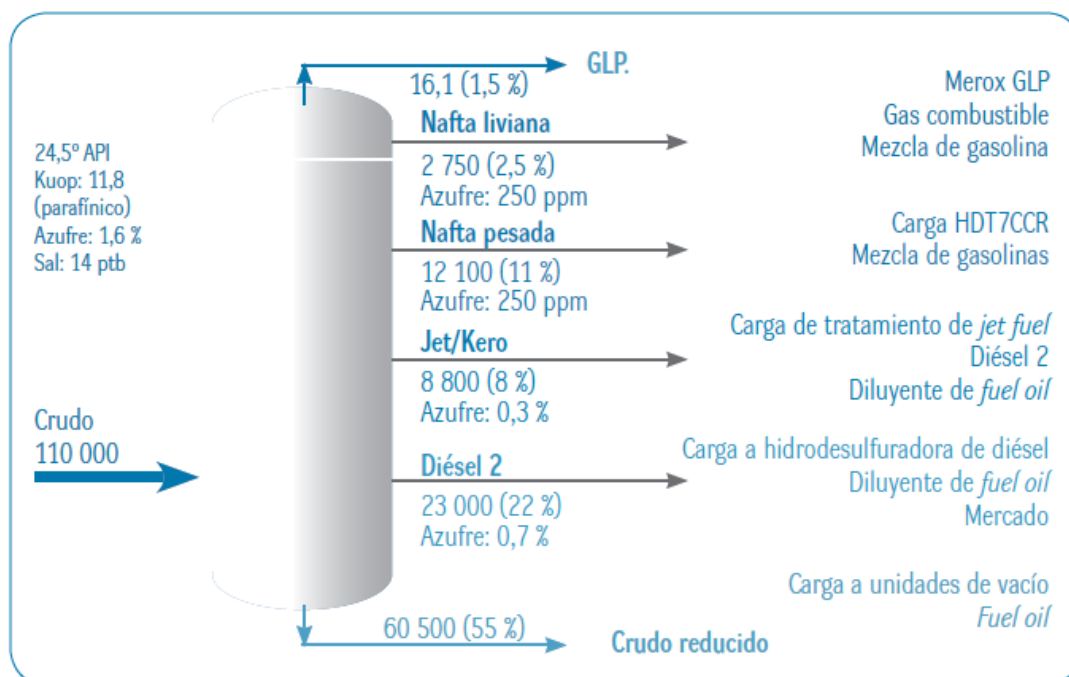 24,5º API
Kuop: 11,8
(parafínico)
Azufre: 1,6 %
Sal: 14 ptb
Crudo
110 000
GLP.
16,1 (1,5 %)
Nafta liviana
2 750 (2,5 %)
Azufre: 250 ppm
Nafta pesada
12 100 (11 %)
Azufre: 250 ppm
Jet/Kero
8 800 (8 %)
Azufre: 0,3 %
Diésel 2
23 000 (22 %)
Azufre: 0,7 %
60 500 (55 %)
Crudo reducido
Merox GLP
Gas combustible
Mezcla de gasolina
Carga HDT7CCR
Mezcla de gasolinas
Carga de tratamiento de jet fuel
Diésel 2
Diluyente de fuel oil
Carga a hidrodesulfuradora de diésel
Diluyente de fuel oil
Mercado
Carga a unidades de vacío
Fuel oil